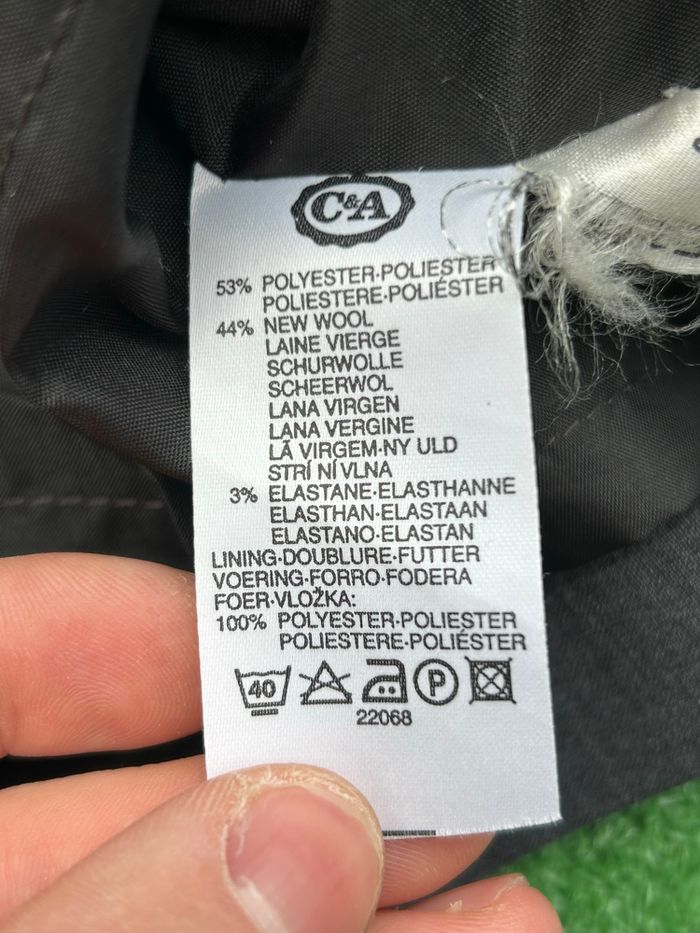 C&A
53% POLYESTER·POLIESTER
POLIESTERE·POLIÉSTER
44% NEW WOOL
LAINE VIERGE
SCHURWOLLE
SCHEERWOL
LANA VIRGEN
LANA VERGINE
LÃ VIRGEM·NY ULD
STRÍ NÍ VLNA
3% ELASTANE·ELASTHANNE
ELASTHAN·ELASTAAN
ELASTANO·ELASTAN
LINING·DOUBLURE·FUTTER
VOERING·FORRO·FODERA
FOER·VLOŽKA:
100% POLYESTER·POLIESTER
POLIESTERE·POLIÉSTER
40 P
22068